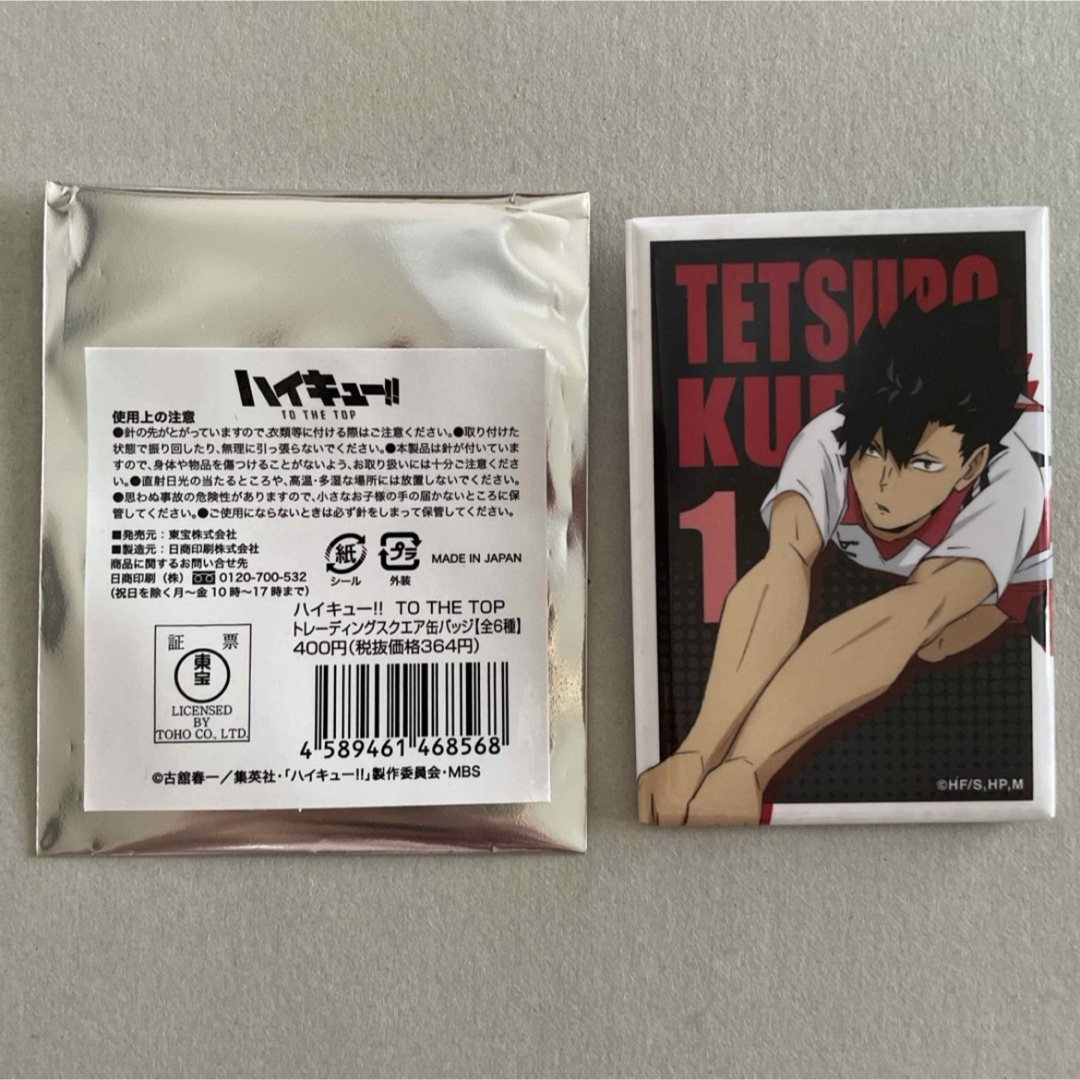 ハイキュー!!
TO THE TOP
使用上の注意
●針の先がとがっていますので、衣類等に付ける際はご注意ください。●取り付けた
状態で振り回したり、無理に引っ張らないでください。●本製品は針が付いていま
すので、身体や物品を傷つけることがないよう、お取り扱いには十分ご注意くださ
い。●直射日光の当たるところや、高温・多湿な場所には放置しないでください。
●思わぬ事故の危険性がありますので、小さなお子様の手の届かないところに保
管してください。●ご使用にならないときは必ず針をしまって保管してください。
■発売元：東宝株式会社
■製造元：日商印刷株式会社
商品に関するお問い合せ先
日商印刷（株） 0120-700-532
(祝日を除く月～金10時～17時まで)
紙
シール
プラ
外装
MADE IN JAPAN
ハイキュー!! TO THE TOP
トレーディングスクエア缶バッジ【全6種】
400円(税抜価格364円)
証 票
東宝
LICENSED
BY
TOHO CO., LTD.
4 589461 468568
©古舘春一／集英社・「ハイキュー!!」製作委員会・MBS
TETSURO
KU
1
©HF/S,HP,M